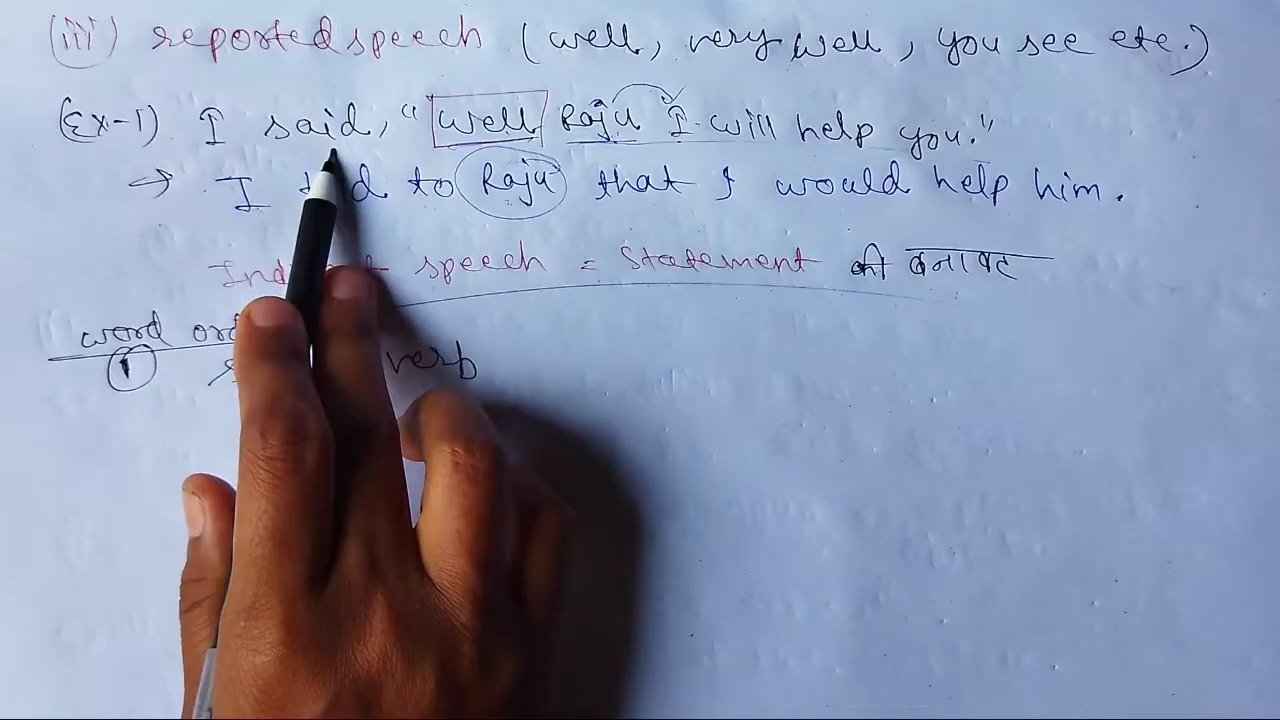 (iii) reported speech (well, very well, you see etc.)
(Ex-1) I said, "Well Raju I will help you."
→ I to Raju that I would help him.
speech = Statement की बनावट
word
① verb